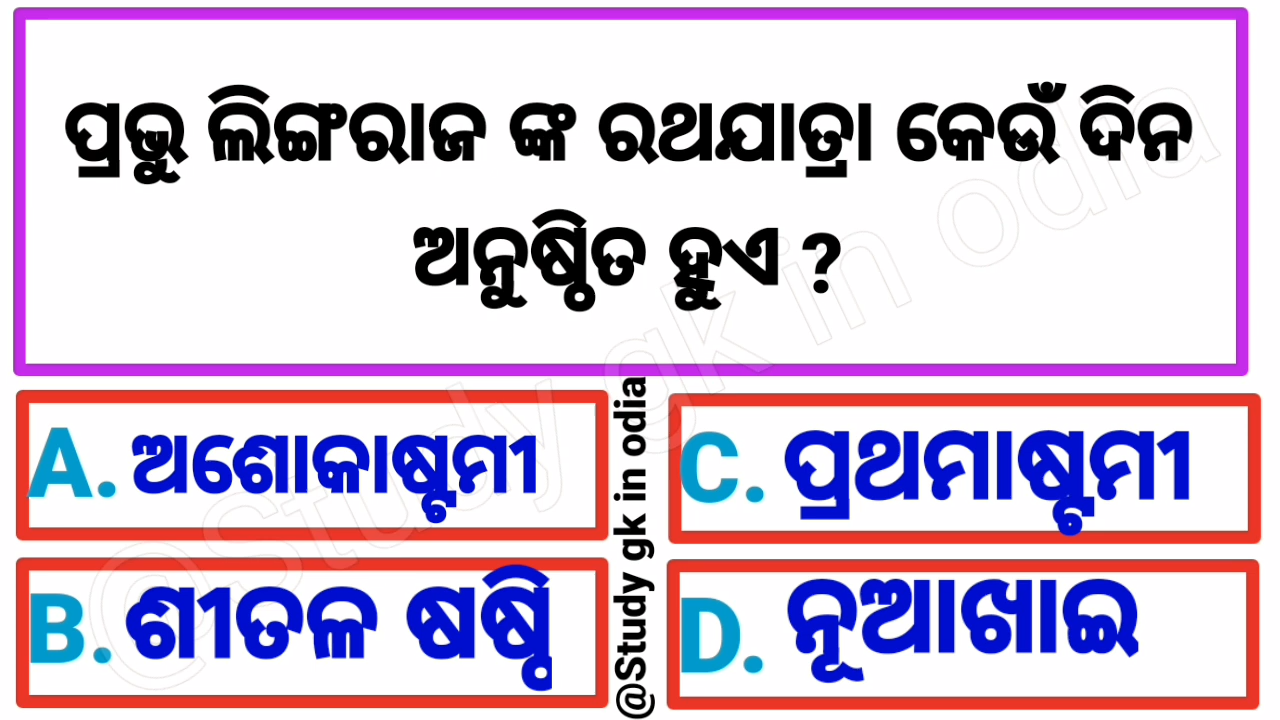 ପ୍ରଭୁ ଲିଙ୍ଗରାଜ ଙ୍କ ରଥଯାତ୍ରା କେଉଁ ଦିନ
ଅନୁଷ୍ଠିତ ହୁଏ ?
A. ଅଶୋକାଷ୍ଟମୀ
B. ଶୀତଳ ଷଷ୍ଠି
C. ପ୍ରଥମାଷ୍ଟମୀ
D. ନୂଆଖାଇ
@Study gk in odia
@Study gk in odia